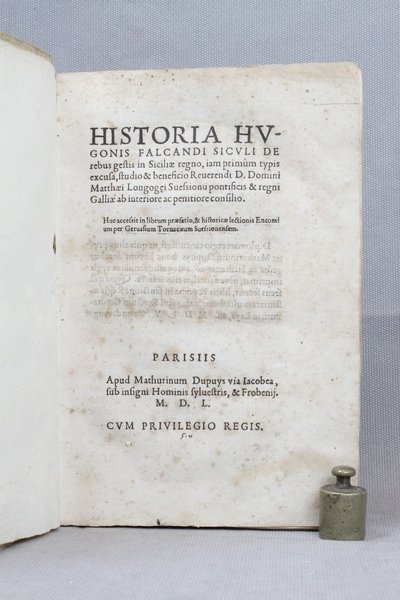 HISTORIA HV-
GONIS FALCANDI SICVLI DE
rebus gestis in Siciliæ regno, iam primùm typis
excusa, studio & beneficio Reuerendi D. Domini
Matthæi Longogei Suessionũ pontificis & regni
Galliæ ab interiore ac penitiore consilio.
Huc accessit in librum præfatio, & historicæ lectionis Encomi
um per Geruasium Tornacæum Suessionensem.
PARISIIS
Apud Mathurinum Dupuys via Iacobea,
sub insigni Hominis syluestris, & Frobenij.
M. D. L.
CVM PRIVILEGIO REGIS.